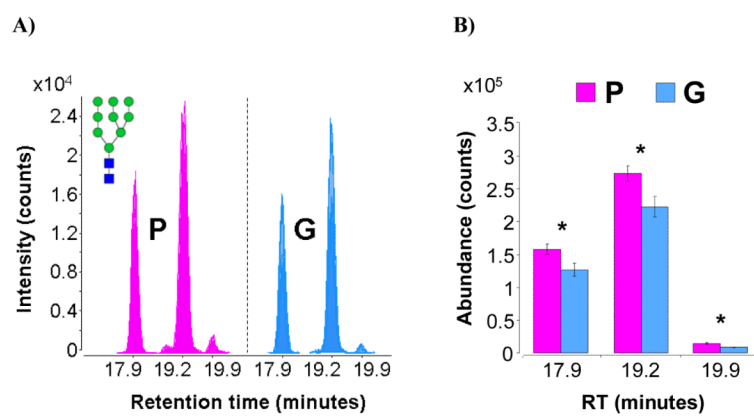 A)
x10⁴
2.4
2
1.6
1.2
0.8
0.4
0
P
G
17.9 19.2 19.9 17.9 19.2 19.9
Intensity (counts)
Retention time (minutes)
B)
x10⁵
P G
3.5
3
2.5
2
1.5
1
0.5
0
*
*
*
17.9 19.2 19.9
Abundance (counts)
RT (minutes)